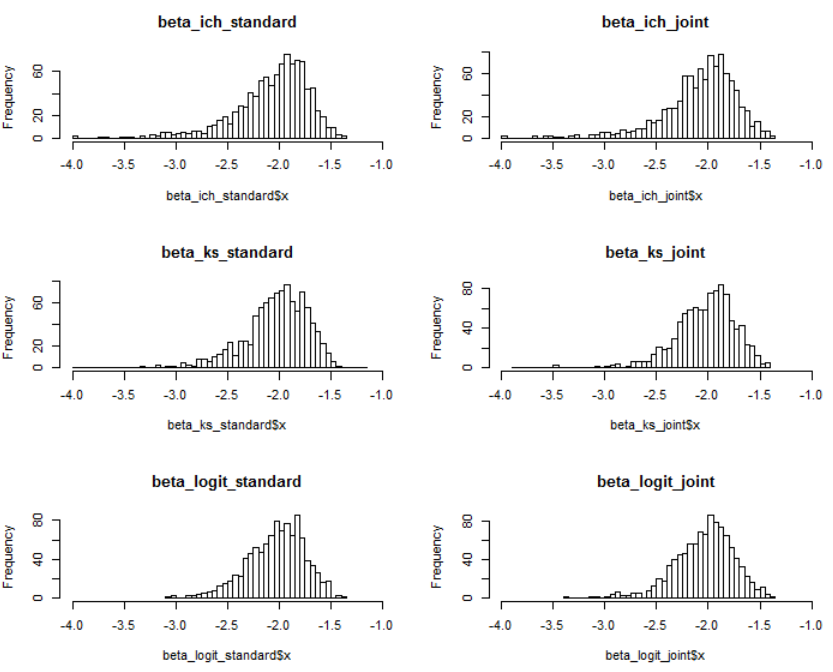 beta_ich_standard
Frequency
0 20 60
-4.0 -3.5 -3.0 -2.5 -2.0 -1.5 -1.0
beta_ich_standard$x
beta_ich_joint
Frequency
0 20 60
-4.0 -3.5 -3.0 -2.5 -2.0 -1.5 -1.0
beta_ich_joint$x
beta_ks_standard
Frequency
0 20 60
-4.0 -3.5 -3.0 -2.5 -2.0 -1.5 -1.0
beta_ks_standard$x
beta_ks_joint
Frequency
0 40 80
-4.0 -3.5 -3.0 -2.5 -2.0 -1.5 -1.0
beta_ks_joint$x
beta_logit_standard
Frequency
0 40 80
-4.0 -3.5 -3.0 -2.5 -2.0 -1.5 -1.0
beta_logit_standard$x
beta_logit_joint
Frequency
0 40 80
-4.0 -3.5 -3.0 -2.5 -2.0 -1.5 -1.0
beta_logit_joint$x